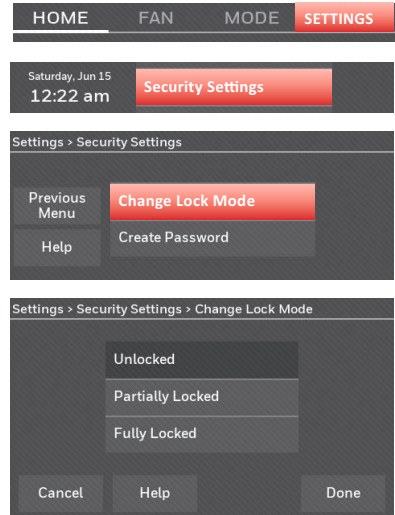 HOME FAN MODE SETTINGS
Saturday, Jun 15
12:22 am
Security Settings
Settings > Security Settings
Previous
Menu
Change Lock Mode
Help
Create Password
Settings > Security Settings > Change Lock Mode
Unlocked
Partially Locked
Fully Locked
Cancel Help Done